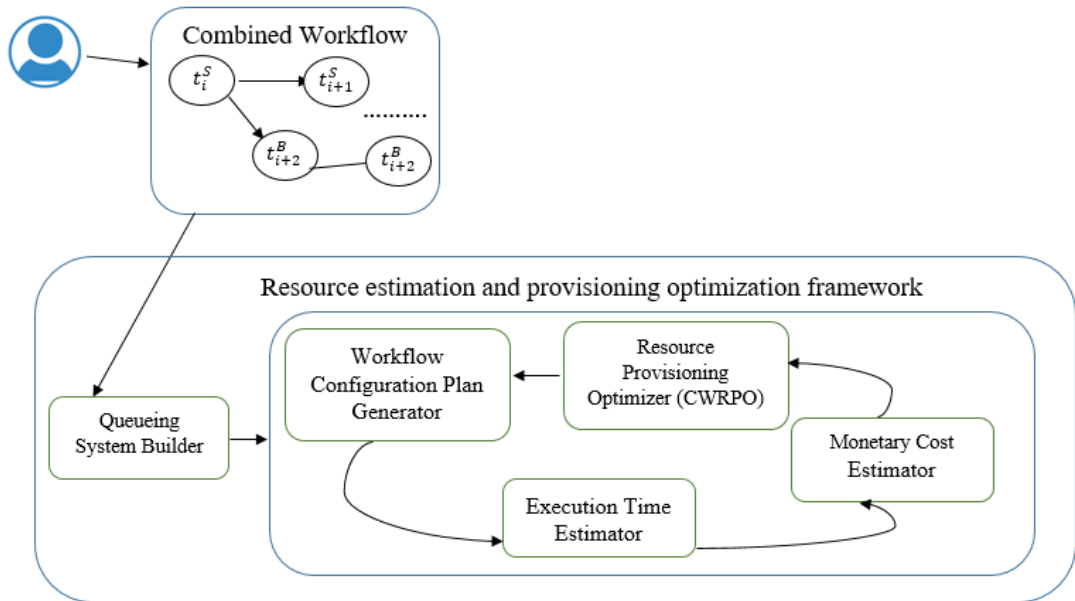 Combined Workflow
t_i^S
t_{i+1}^S
..........
t_{i+2}^B
t_{i+2}^B
Resource estimation and provisioning optimization framework
Workflow
Configuration Plan
Generator
Resource
Provisioning
Optimizer (CWRPO)
Queueing
System Builder
Monetary Cost
Estimator
Execution Time
Estimator